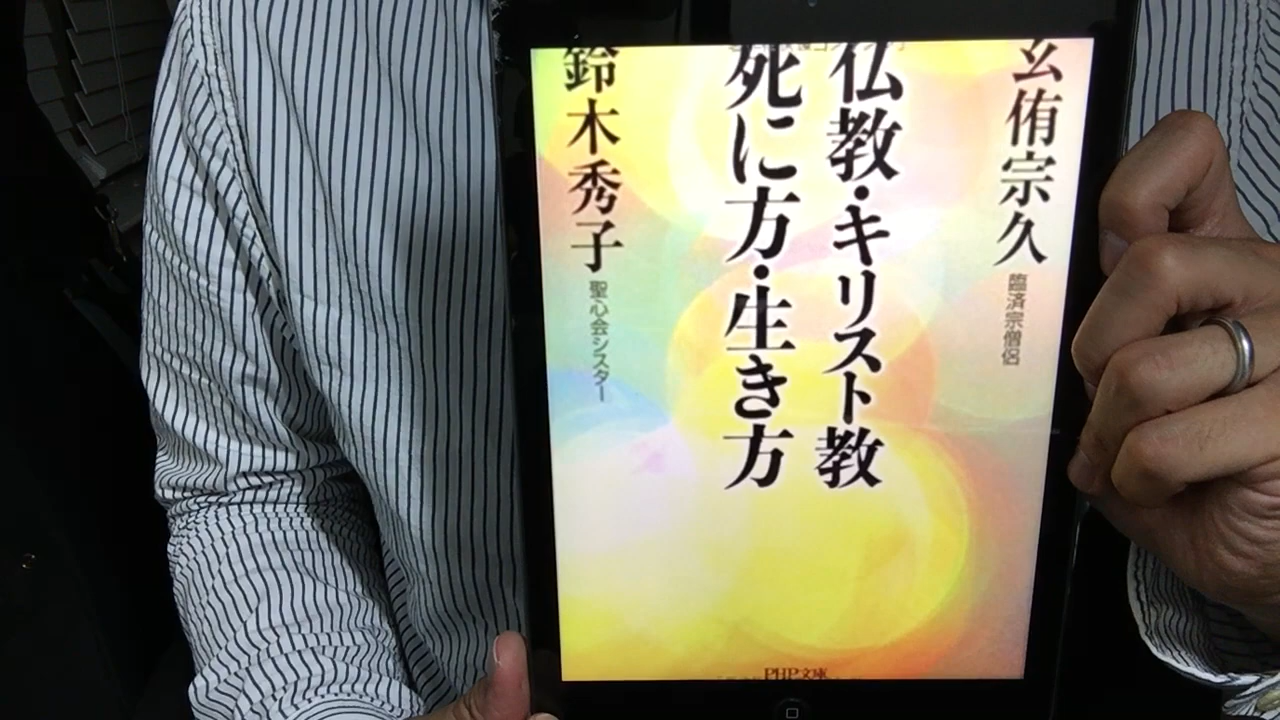 玄侑宗久
臨済宗僧侶
仏教・キリスト教
死に方・生き方
鈴木秀子
聖心会シスター
PHP文庫